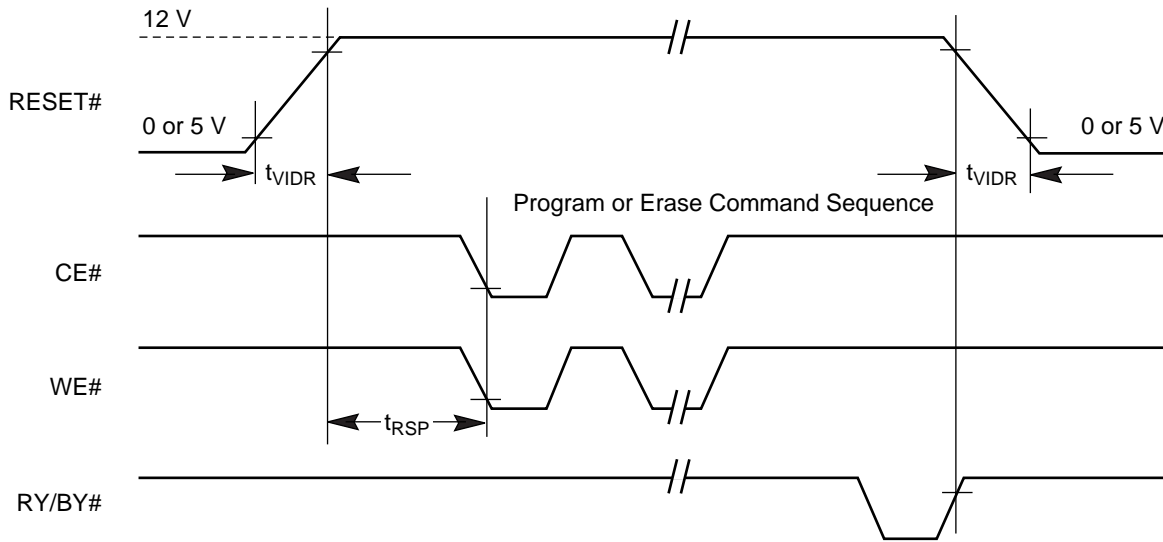 12 V
RESET#
0 or 5 V
0 or 5 V
tVIDR
tVIDR
Program or Erase Command Sequence
CE#
WE#
tRSP
RY/BY#